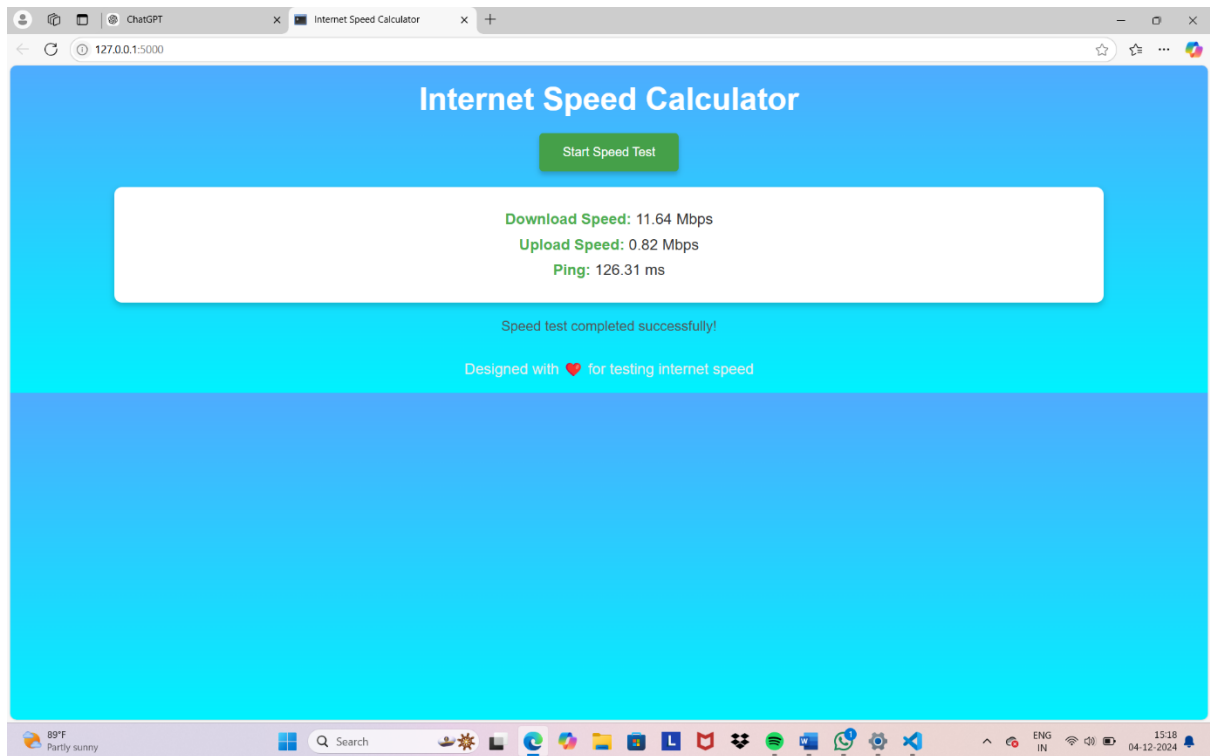 ChatGPT
Internet Speed Calculator
127.0.0.1:5000
Internet Speed Calculator
Start Speed Test
Download Speed: 11.64 Mbps
Upload Speed: 0.82 Mbps
Ping: 126.31 ms
Speed test completed successfully!
Designed with ❤️ for testing internet speed
89°F
Partly sunny
Search
L
W
1
ENG
IN
15:18
04-12-2024